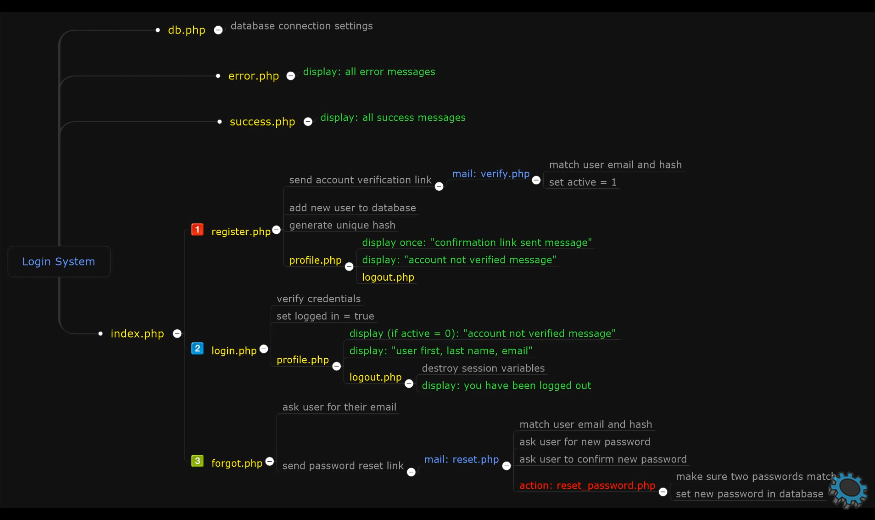 db.php
database connection settings
error.php
display: all error messages
success.php
display: all success messages
Login System
index.php
1
register.php
send account verification link
mail: verify.php
match user email and hash
set active = 1
add new user to database
generate unique hash
profile.php
display once: "confirmation link sent message"
display: "account not verified message"
logout.php
2
login.php
verify credentials
set logged in = true
profile.php
display (if active = 0): "account not verified message"
display: "user first, last name, email"
logout.php
destroy session variables
display: you have been logged out
3
forgot.php
ask user for their email
send password reset link
mail: reset.php
match user email and hash
ask user for new password
ask user to confirm new password
action: reset_password.php
make sure two passwords match
set new password in database